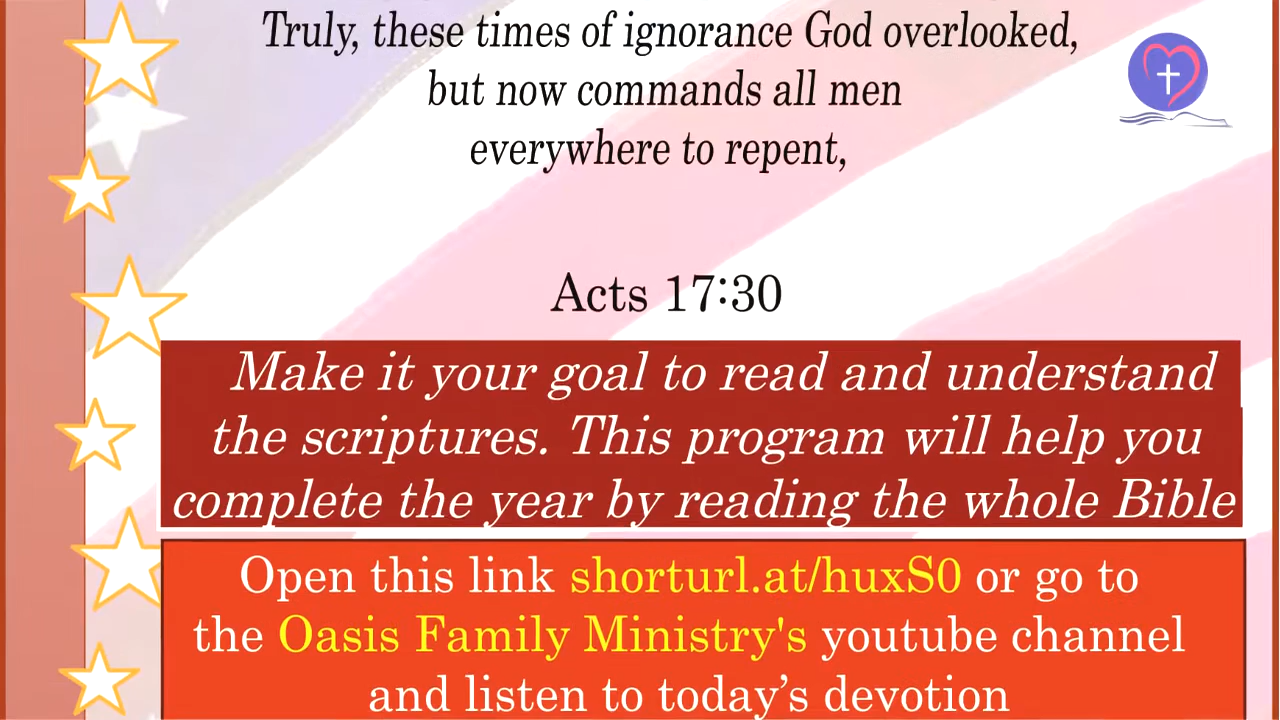 Truly, these times of ignorance God overlooked,
but now commands all men
everywhere to repent,
Acts 17:30
Make it your goal to read and understand
the scriptures. This program will help you
complete the year by reading the whole Bible
Open this link shorturl.at/huxS0 or go to
the Oasis Family Ministry's youtube channel
and listen to today’s devotion